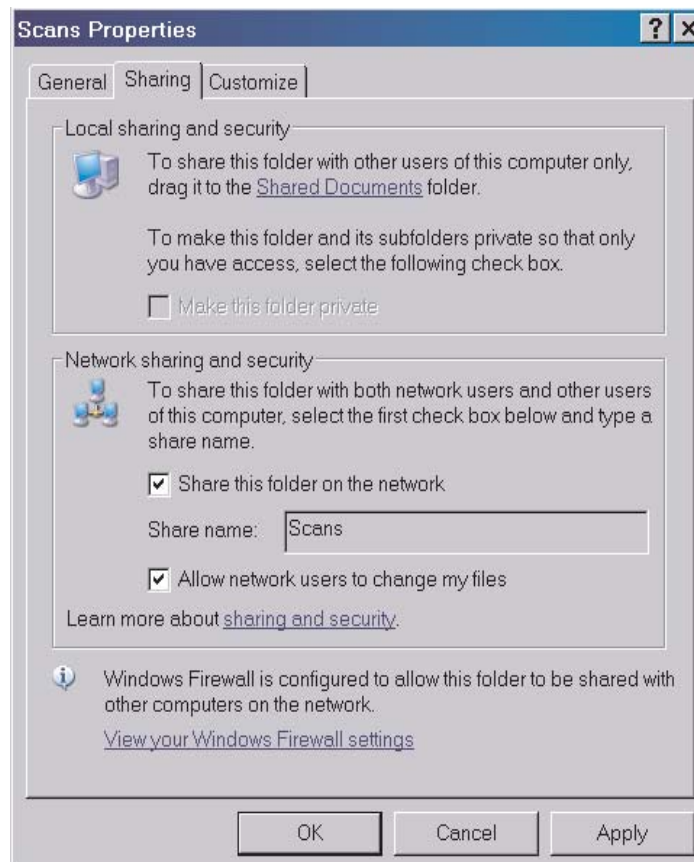 Scans Properties
General Sharing Customize
Local sharing and security
To share this folder with other users of this computer only,
drag it to the Shared Documents folder.
To make this folder and its subfolders private so that only
you have access, select the following check box.
Make this folder private
Network sharing and security
To share this folder with both network users and other users
of this computer, select the first check box below and type a
share name.
Share this folder on the network
Share name: Scans
Allow network users to change my files
Learn more about sharing and security.
Windows Firewall is configured to allow this folder to be shared with
other computers on the network.
View your Windows Firewall settings
OK Cancel Apply